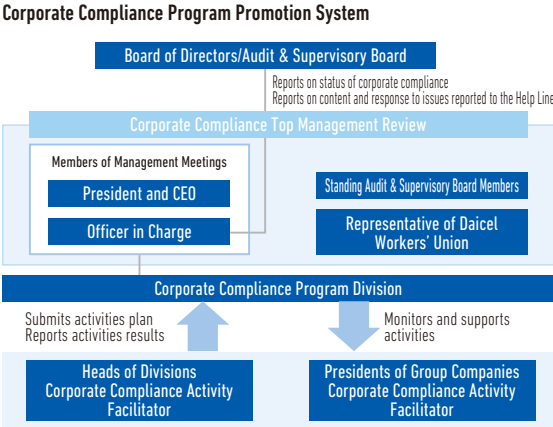 Corporate Compliance Program Promotion System
Board of Directors/Audit & Supervisory Board
Reports on status of corporate compliance
Reports on content and response to issues reported to the Help Line
Corporate Compliance Top Management Review
Members of Management Meetings
President and CEO
Officer in Charge
Standing Audit & Supervisory Board Members
Representative of Daicel
Workers' Union
Corporate Compliance Program Division
Submits activities plan
Reports activities results
Monitors and supports
activities
Heads of Divisions
Corporate Compliance Activity
Facilitator
Presidents of Group Companies
Corporate Compliance Activity
Facilitator